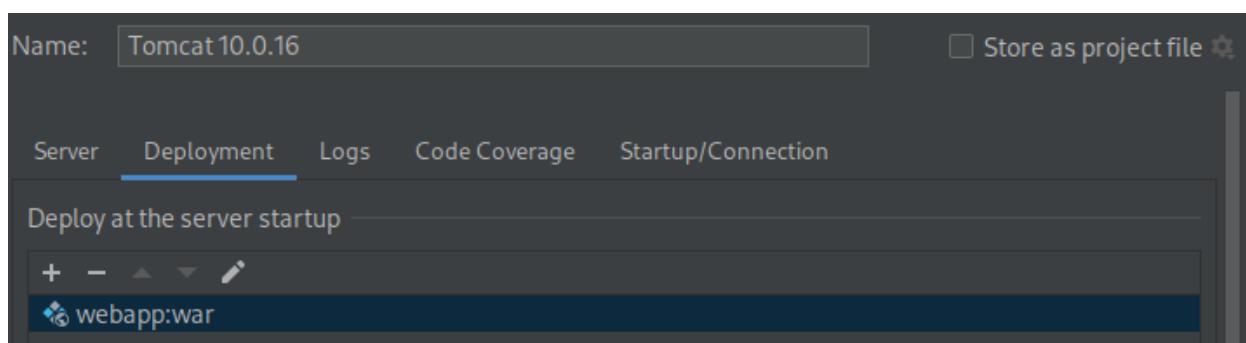 Name: Tomcat 10.0.16 Store as project file
Server Deployment Logs Code Coverage Startup/Connection
Deploy at the server startup
webapp:war